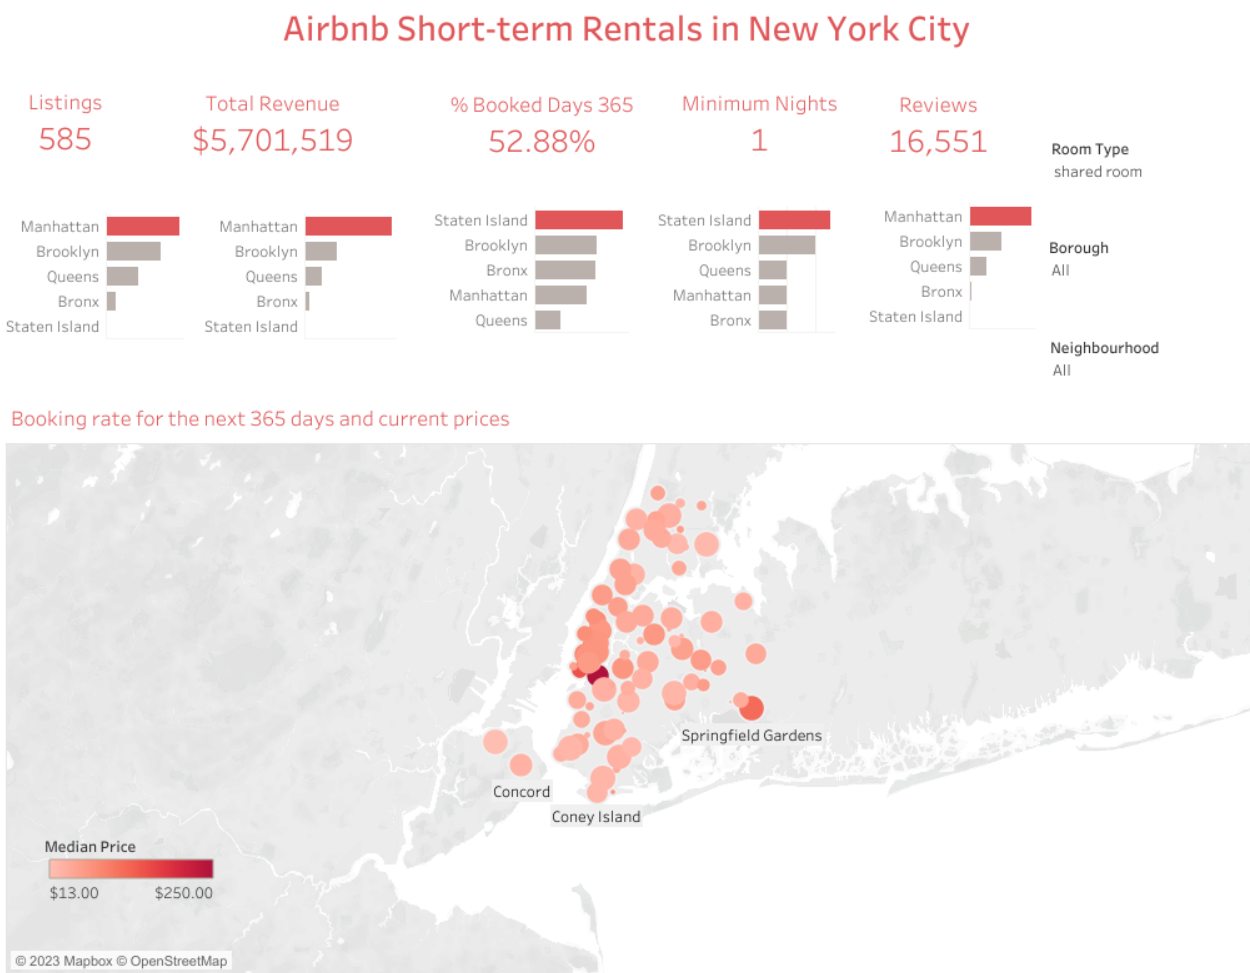 Airbnb Short-term Rentals in New York City
Listings
585
Total Revenue
$5,701,519
% Booked Days 365
52.88%
Minimum Nights
1
Reviews
16,551
Room Type
shared room
Borough
All
Neighbourhood
All
Manhattan
Brooklyn
Queens
Bronx
Staten Island
Manhattan
Brooklyn
Queens
Bronx
Staten Island
Staten Island
Brooklyn
Bronx
Manhattan
Queens
Staten Island
Brooklyn
Queens
Manhattan
Bronx
Manhattan
Brooklyn
Queens
Bronx
Staten Island
Booking rate for the next 365 days and current prices
Springfield Gardens
Concord
Coney Island
Median Price
$13.00 $250.00
© 2023 Mapbox © OpenStreetMap